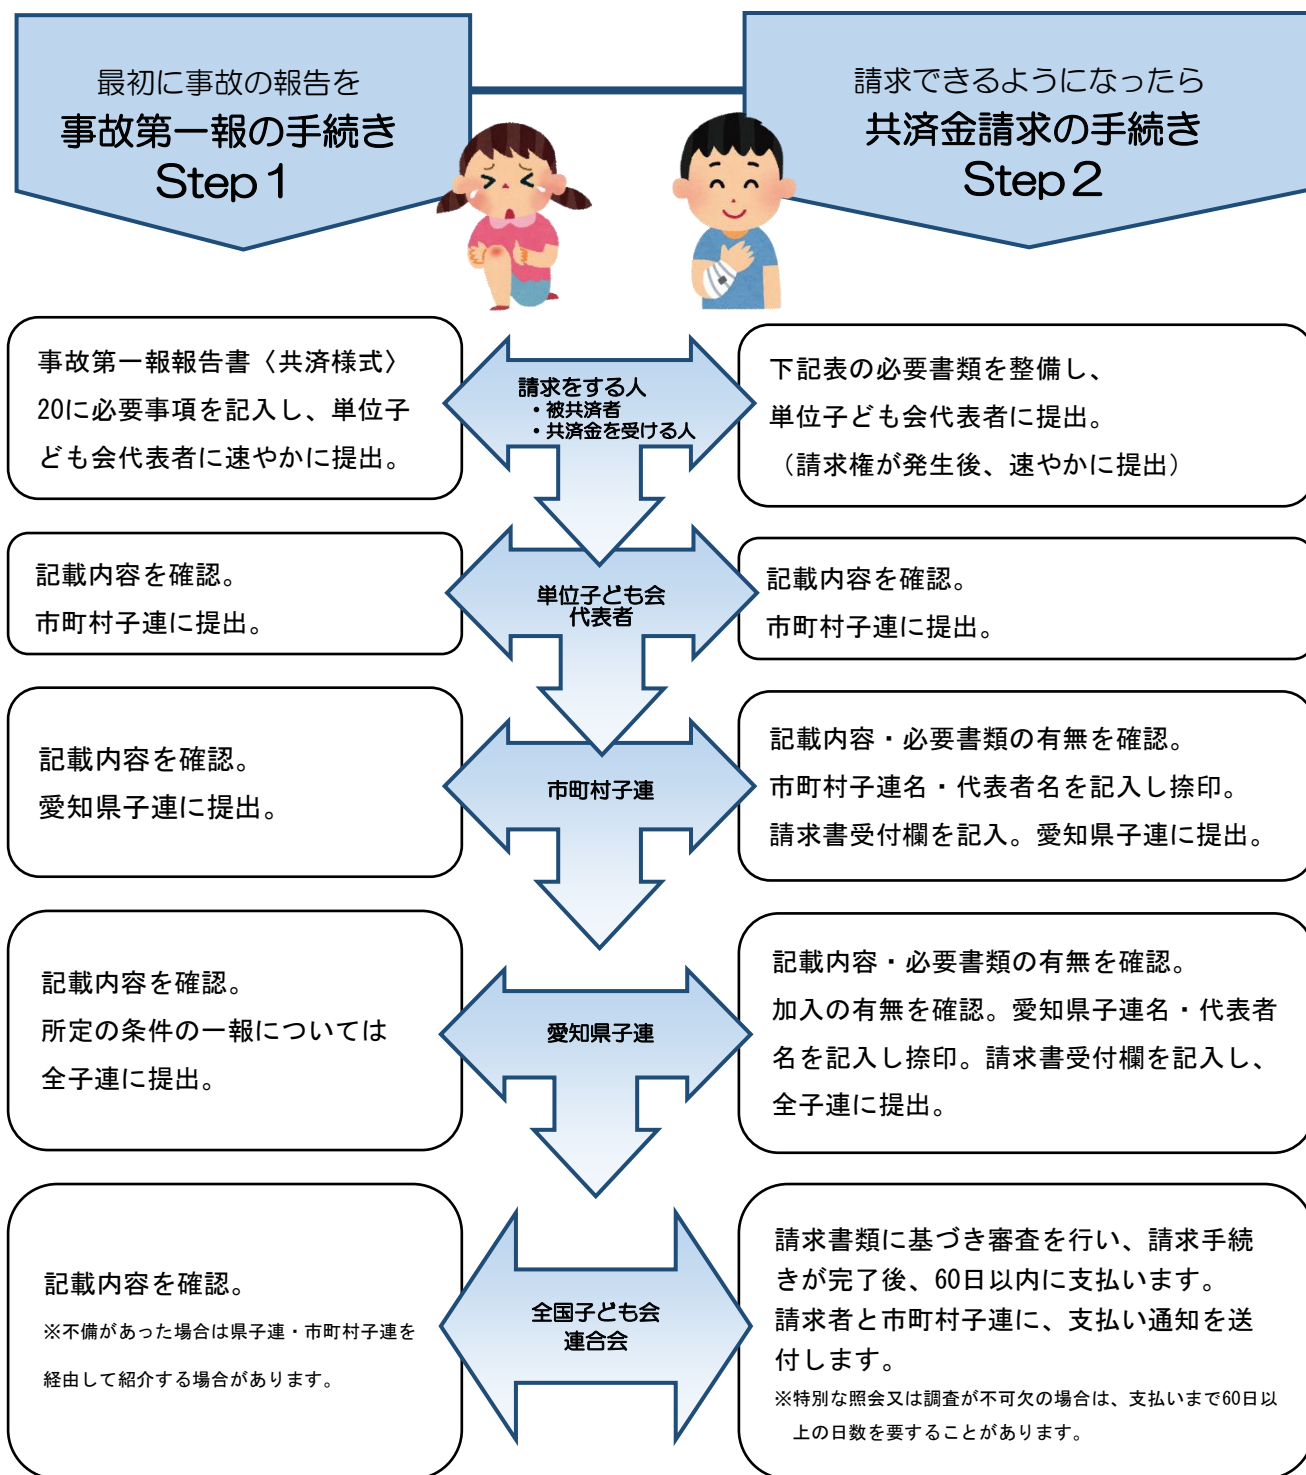 最初に事故の報告を
事故第一報の手続き
Step１
請求できるようになったら
共済金請求の手続き
Step２
事故第一報報告書〈共済様式〉
20に必要事項を記入し、単位子
ども会代表者に速やかに提出。
請求をする人
・被共済者
・共済金を受ける人
下記表の必要書類を整備し、
単位子ども会代表者に提出。
（請求権が発生後、速やかに提出）
記載内容を確認。
市町村子連に提出。
単位子ども会
代表者
記載内容を確認。
市町村子連に提出。
記載内容を確認。
愛知県子連に提出。
市町村子連
記載内容・必要書類の有無を確認。
市町村子連名・代表者名を記入し捺印。
請求書受付欄を記入。愛知県子連に提出。
記載内容を確認。
所定の条件の一報については
全子連に提出。
愛知県子連
記載内容・必要書類の有無を確認。
加入の有無を確認。愛知県子連名・代表者
名を記入し捺印。請求書受付欄を記入し、
全子連に提出。
記載内容を確認。
※不備があった場合は県子連・市町村子連を
経由して紹介する場合があります。
全国子ども会
連合会
請求書類に基づき審査を行い、請求手続
きが完了後、60日以内に支払います。
請求者と市町村子連に、支払い通知を送
付します。
※特別な照会又は調査が不可欠の場合は、支払いまで60日以
上の日数を要することがあります。